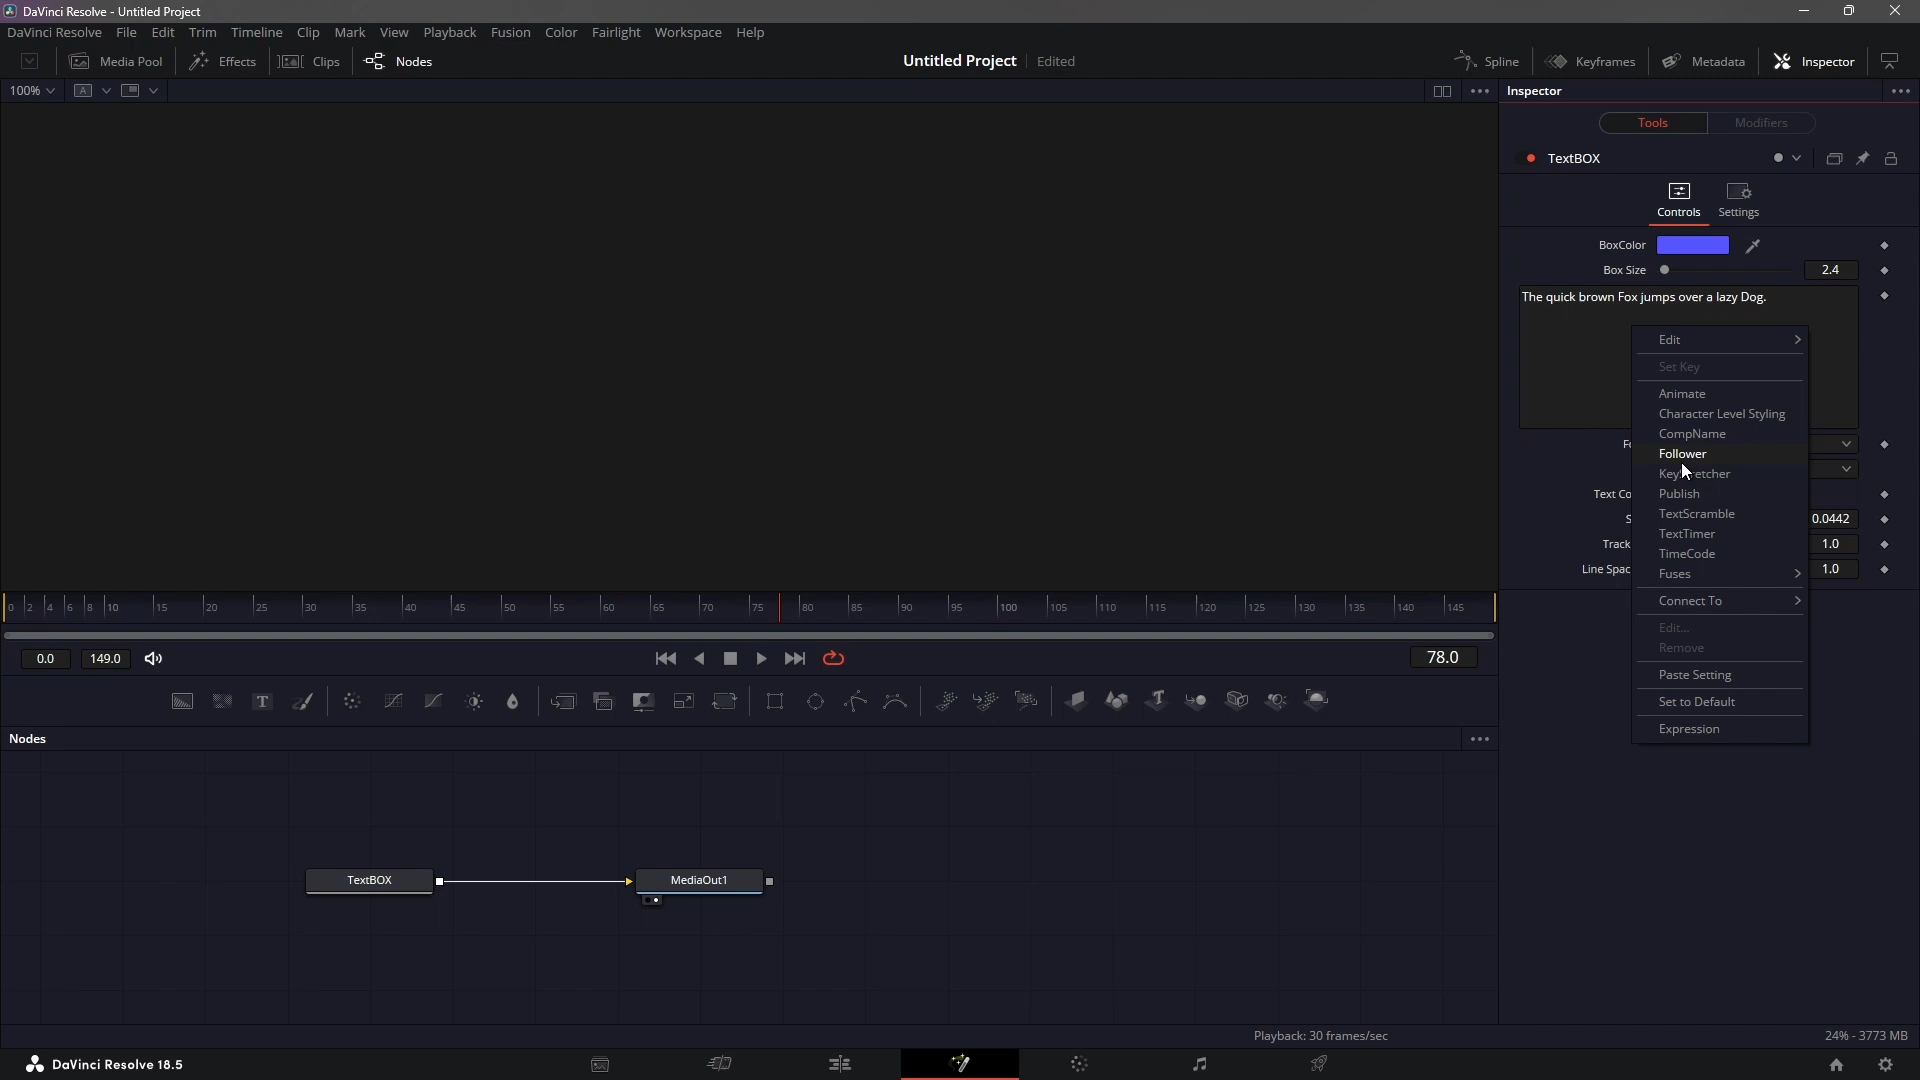 DaVinci Resolve - Untitled Project
DaVinci Resolve File Edit Trim Timeline Clip Mark View Playback Fusion Color Fairlight Workspace Help
Media Pool Effects Clips Nodes Untitled Project Edited Spline Keyframes Metadata Inspector
100% A Inspector
Tools Modifiers
TextBOX
Controls Settings
BoxColor
Box Size 2.4
The quick brown Fox jumps over a lazy Dog.
Edit
Set Key
Animate
Character Level Styling
CompName
Follower
Publish
Text Co
TextScramble
0.0442
TextTimer
Track
1.0
TimeCode
Line Spac
1.0
Fuses
Connect To
Edit...
Remove
Paste Setting
Set to Default
Expression
0 2 4 6 8 10 15 20 25 30 35 40 45 50 55 60 65 70 75 80 85 90 95 100 105 110 115 120 125 130 135 140 145
0.0 149.0 78.0
T T
Nodes
TextBOX MediaOut1
Playback: 30 frames/sec 24% - 3773 MB
DaVinci Resolve 18.5